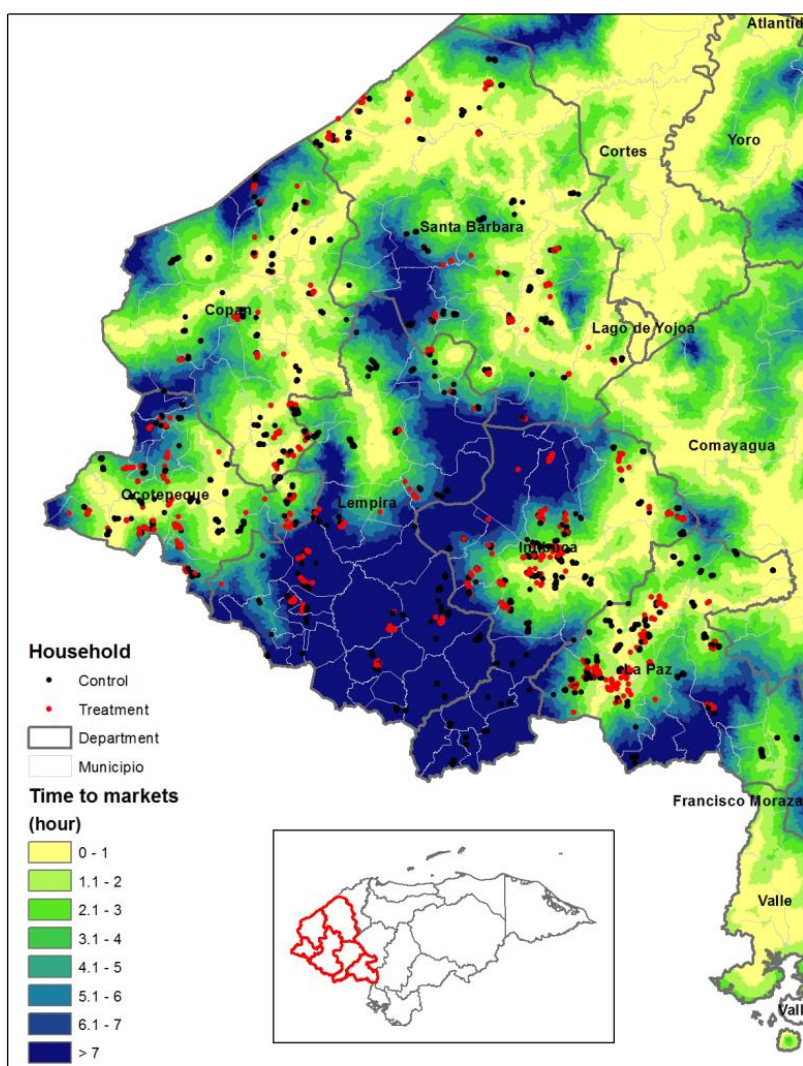 Atlantid
Yoro
Cortes
Santa Barbara
Copan
Lago de Yojoa
Comayagua
Ocotepeque
Lempira
Intibuca
La Paz
Household
Control
Treatment
Department
Municipio
Time to markets
(hour)
0 - 1
1.1 - 2
2.1 - 3
3.1 - 4
4.1 - 5
5.1 - 6
6.1 - 7
> 7
Francisco Moraza
Valle
Vall